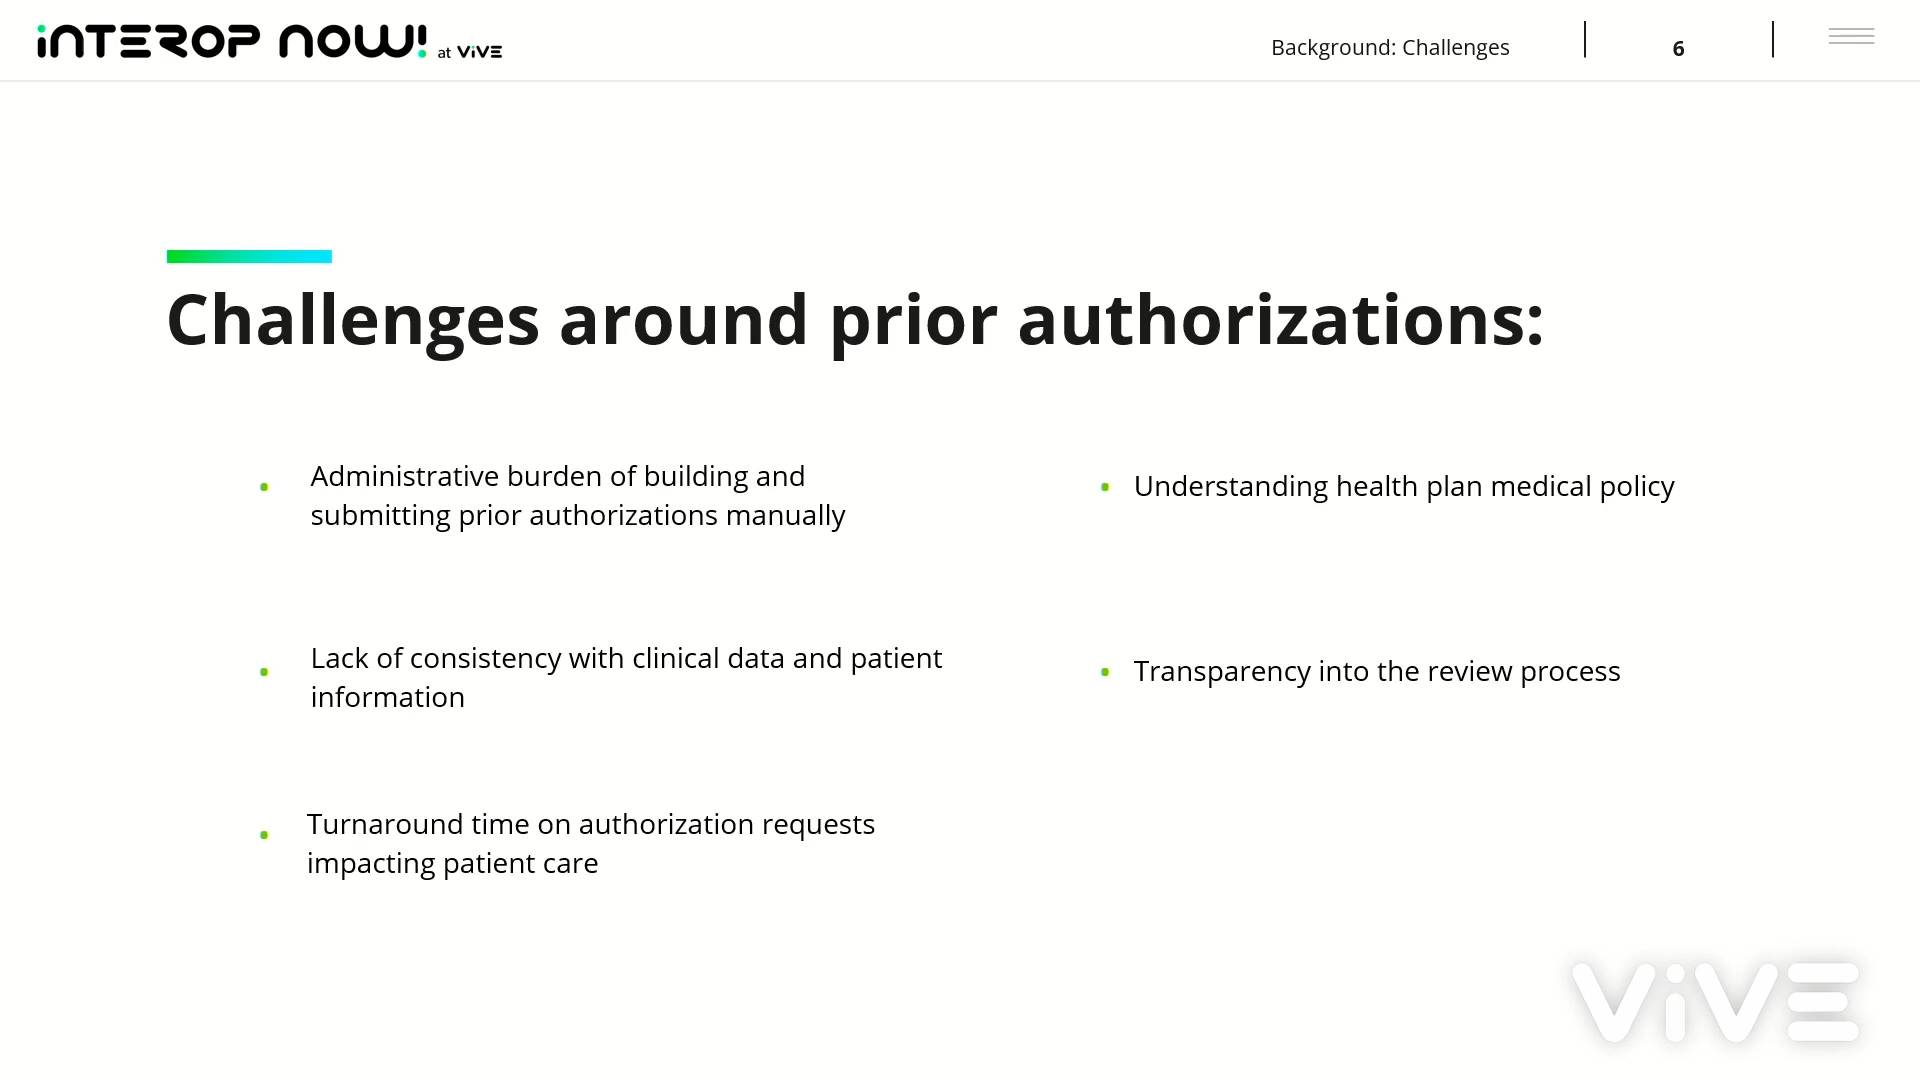 iNTEROP NOW! at ViVE
Background: Challenges
6
Challenges around prior authorizations:
Administrative burden of building and
submitting prior authorizations manually
Lack of consistency with clinical data and patient
information
Turnaround time on authorization requests
impacting patient care
Understanding health plan medical policy
Transparency into the review process
ViVE